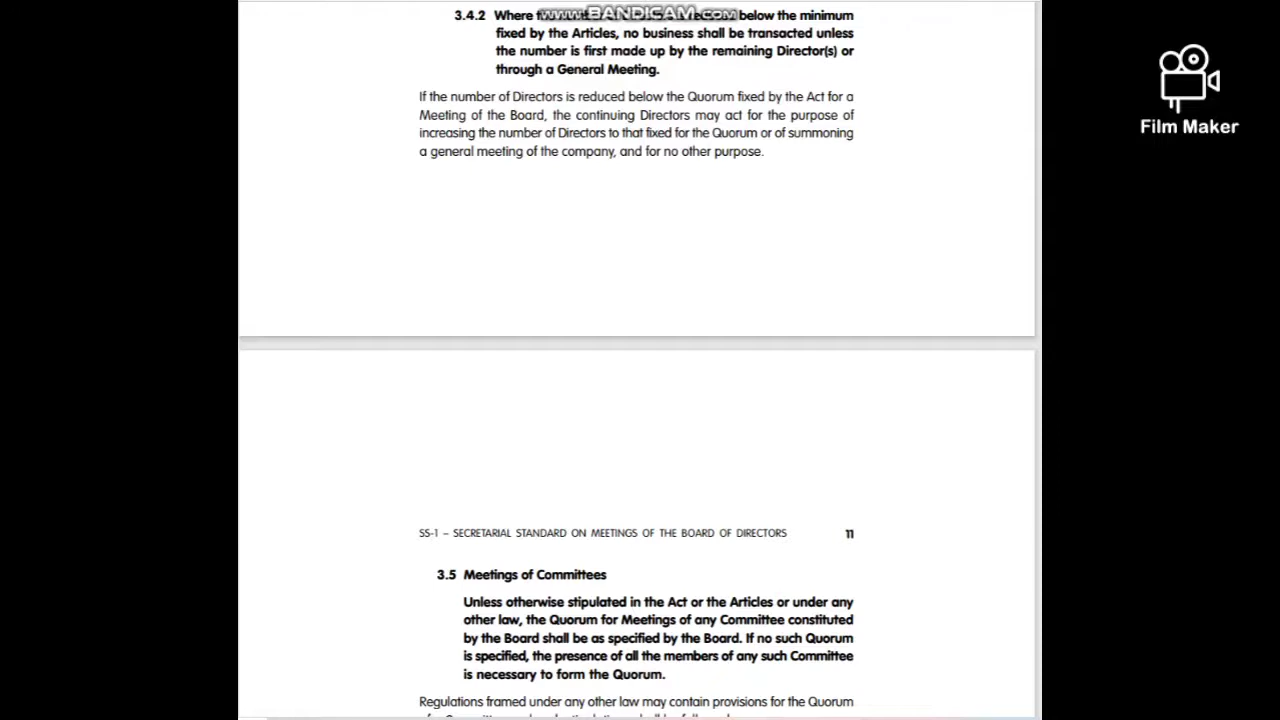 3.4.2 Where below the minimum
www.BANDICAM.com
fixed by the Articles, no business shall be transacted unless
the number is first made up by the remaining Director(s) or
through a General Meeting.
If the number of Directors is reduced below the Quorum fixed by the Act for a
Meeting of the Board, the continuing Directors may act for the purpose of
increasing the number of Directors to that fixed for the Quorum or of summoning
a general meeting of the company, and for no other purpose.
Film Maker
SS-1 – SECRETARIAL STANDARD ON MEETINGS OF THE BOARD OF DIRECTORS 11
3.5 Meetings of Committees
Unless otherwise stipulated in the Act or the Articles or under any
other law, the Quorum for Meetings of any Committee constituted
by the Board shall be as specified by the Board. If no such Quorum
is specified, the presence of all the members of any such Committee
is necessary to form the Quorum.
Regulations framed under any other law may contain provisions for the Quorum